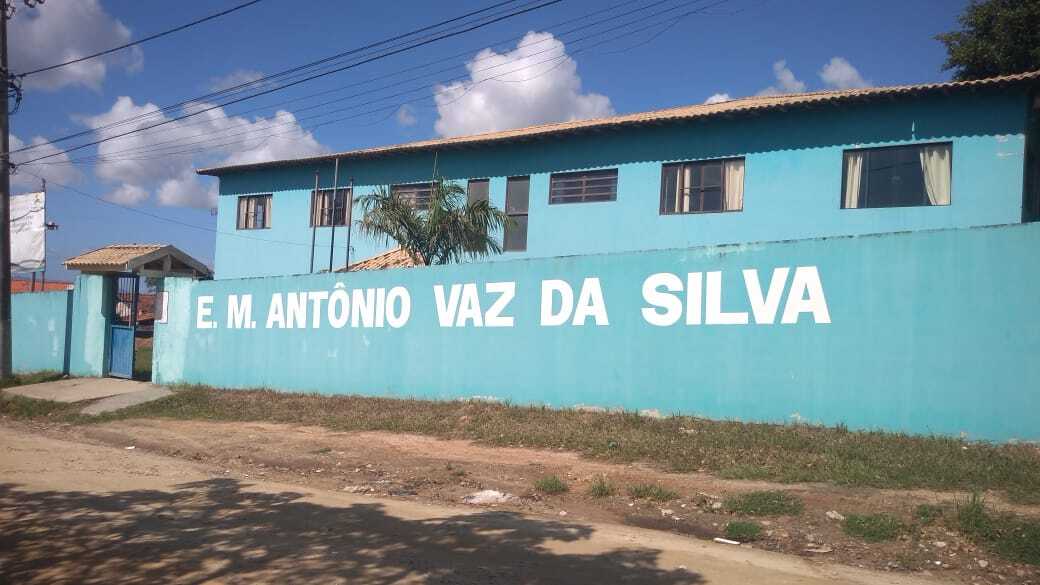 E. M. ANTÔNIO VAZ DA SILVA